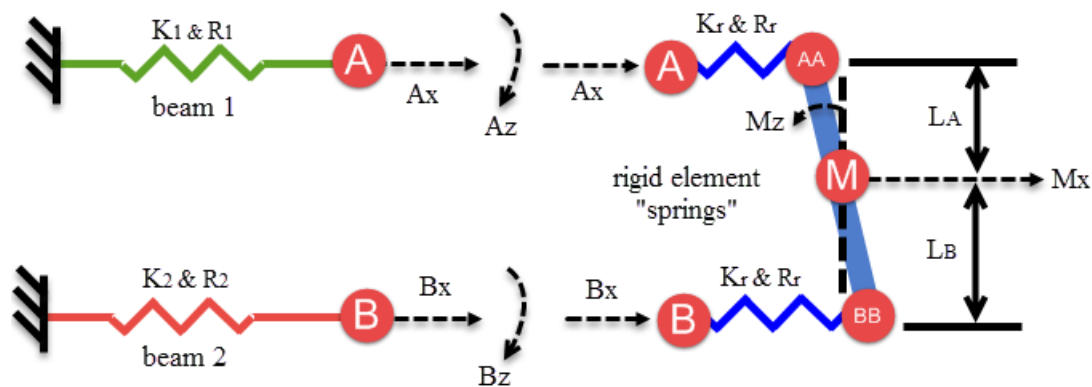 K1 & R1
A
Ax
Az
beam 1
Kr & Rr
A
AA
Ax
Mz
LA
M
Mx
rigid element
"springs"
LB
K2 & R2
B
Bx
Bz
beam 2
Bx
Kr & Rr
B
BB